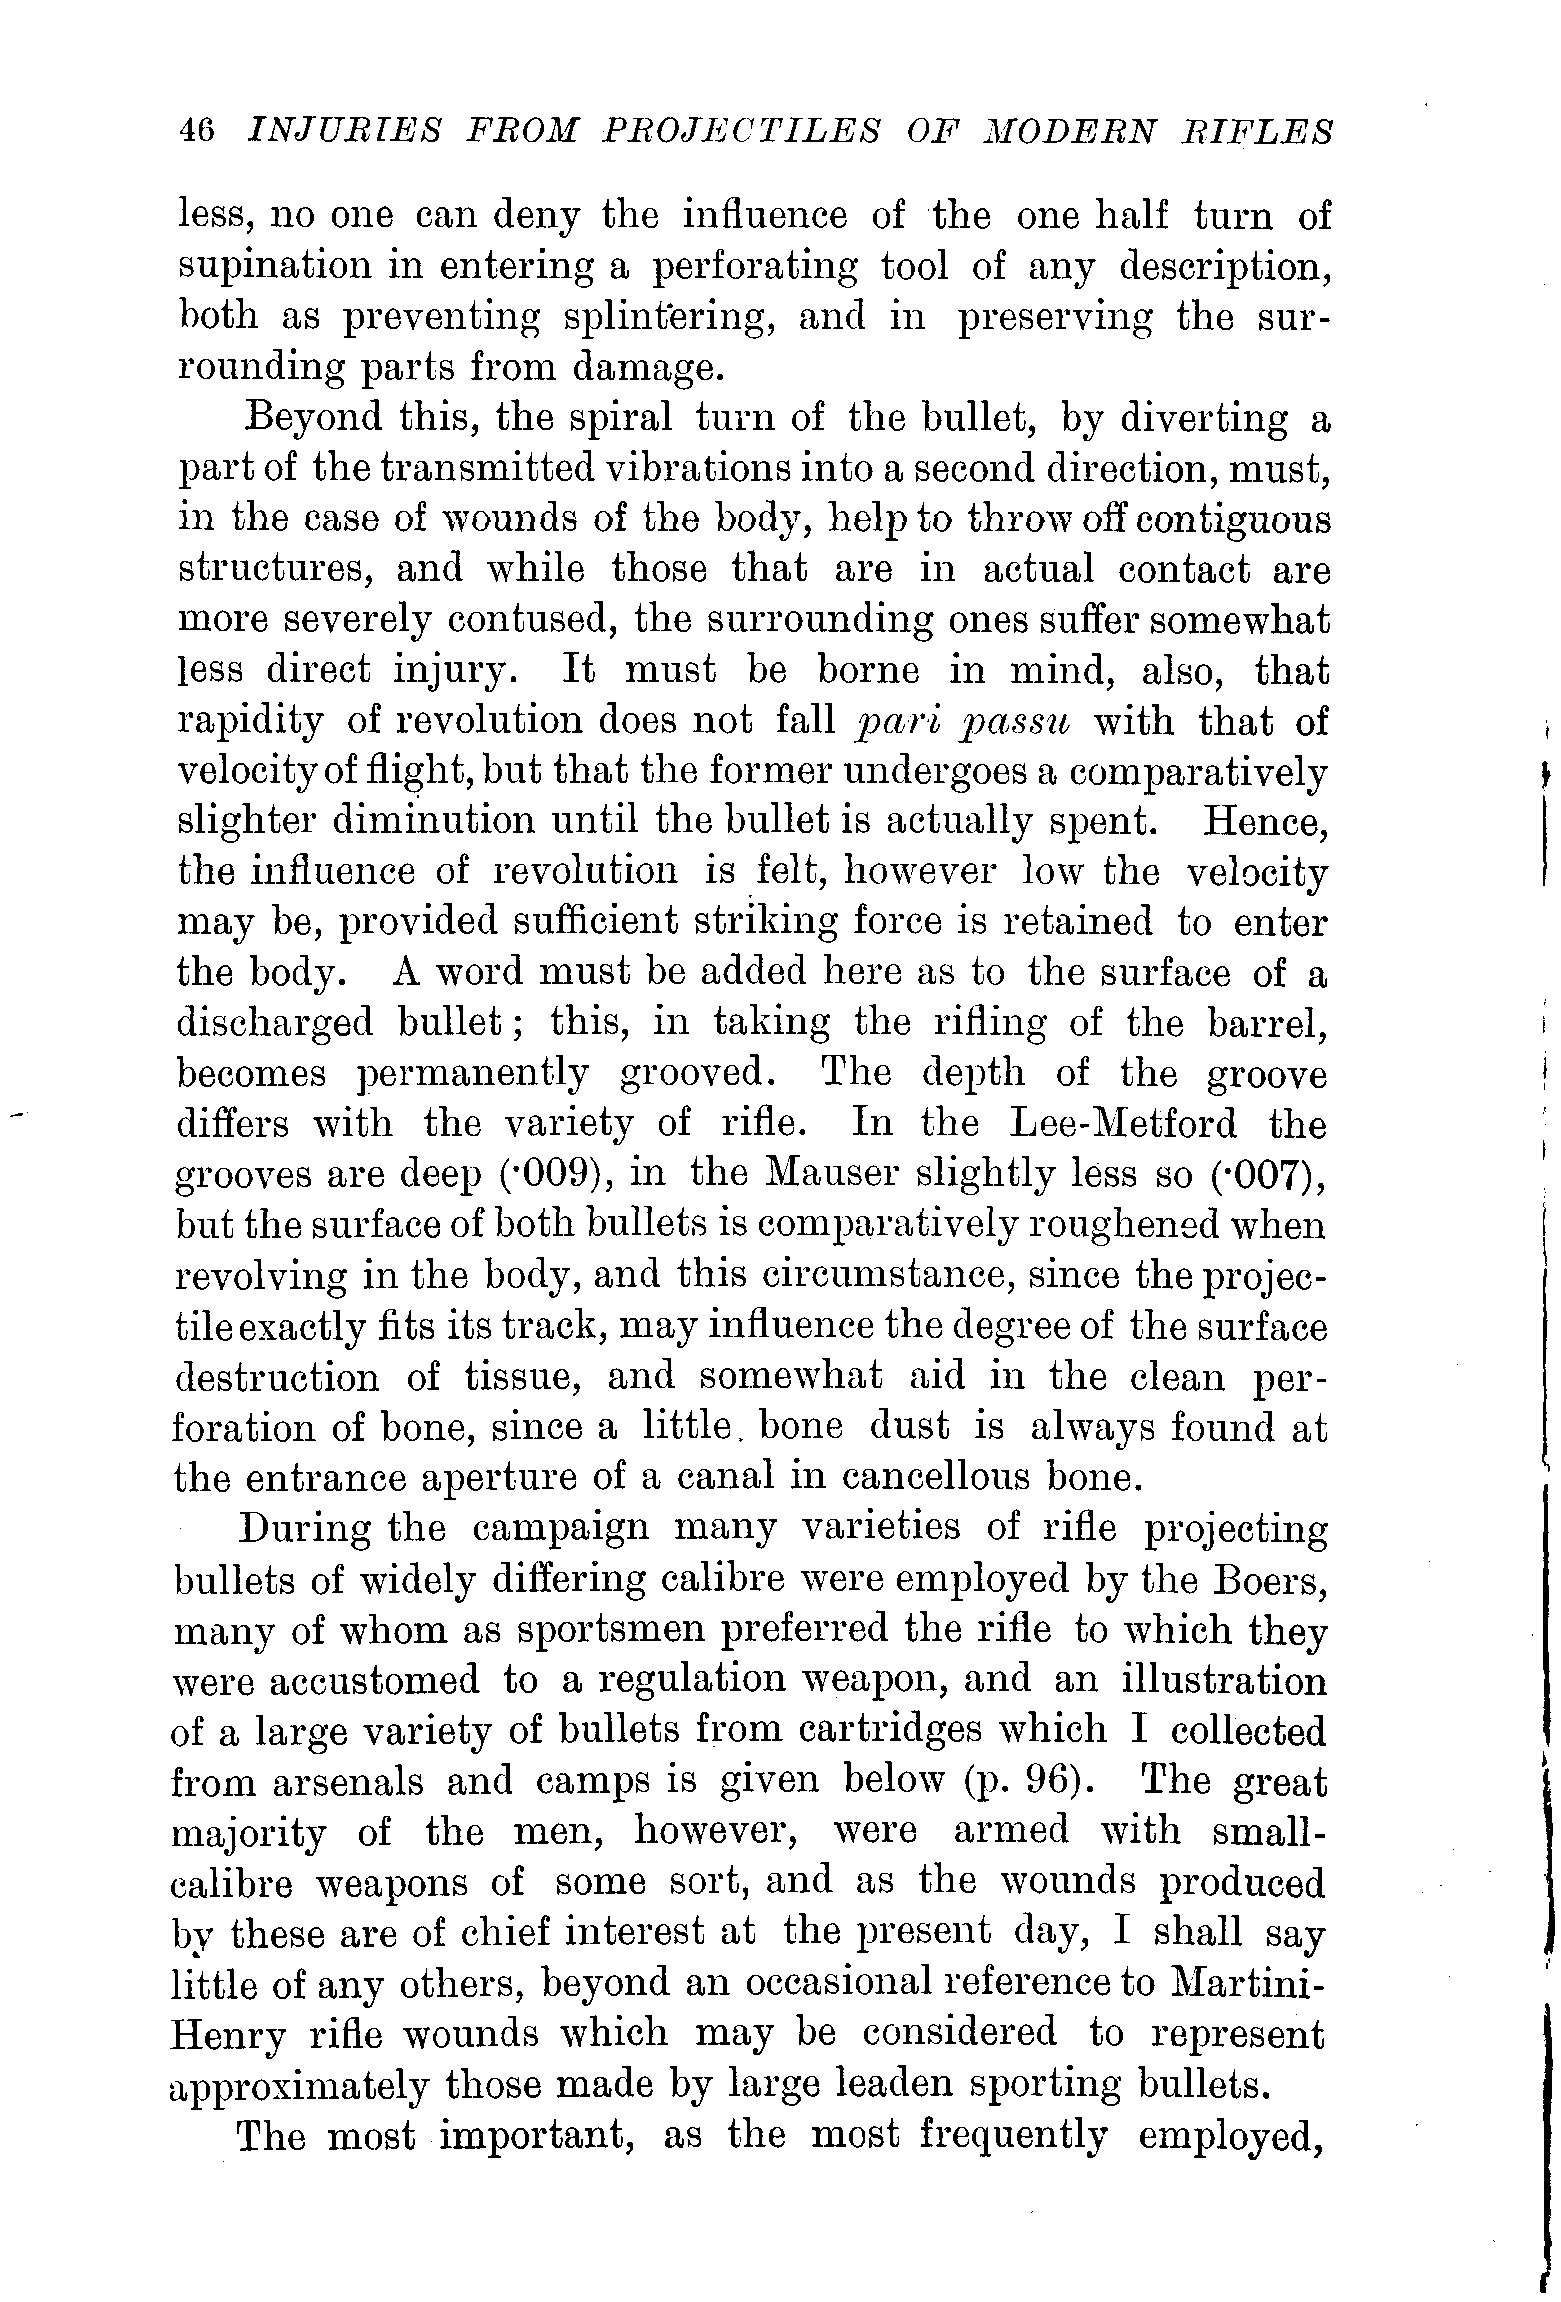 46 INJURIES FROM PROJECTILES OF MODERN RIFLES
less, no one can deny the influence of the one half turn of
supination in entering a perforating tool of any description,
both as preventing splintering, and in preserving the sur-
rounding parts from damage.
Beyond this, the spiral turn of the bullet, by diverting a
part of the transmitted vibrations into a second direction, must,
in the case of wounds of the body, help to throw off contiguous
structures, and while those that are in actual contact are
more severely contused, the surrounding ones suffer somewhat
less direct injury. It must be borne in mind, also, that
rapidity of revolution does not fall pari passu with that of
velocity of flight, but that the former undergoes a comparatively
slighter diminution until the bullet is actually spent. Hence,
the influence of revolution is felt, however low the velocity
may be, provided sufficient striking force is retained to enter
the body. A word must be added here as to the surface of a
discharged bullet; this, in taking the rifling of the barrel,
becomes permanently grooved. The depth of the groove
differs with the variety of rifle. In the Lee-Metford the
grooves are deep (·009), in the Mauser slightly less so (·007),
but the surface of both bullets is comparatively roughened when
revolving in the body, and this circumstance, since the projec-
tile exactly fits its track, may influence the degree of the surface
destruction of tissue, and somewhat aid in the clean per-
foration of bone, since a little bone dust is always found at
the entrance aperture of a canal in cancellous bone.
During the campaign many varieties of rifle projecting
bullets of widely differing calibre were employed by the Boers,
many of whom as sportsmen preferred the rifle to which they
were accustomed to a regulation weapon, and an illustration
of a large variety of bullets from cartridges which I collected
from arsenals and camps is given below (p. 96). The great
majority of the men, however, were armed with small-
calibre weapons of some sort, and as the wounds produced
by these are of chief interest at the present day, I shall say
little of any others, beyond an occasional reference to Martini-
Henry rifle wounds which may be considered to represent
approximately those made by large leaden sporting bullets.
The most important, as the most frequently employed,